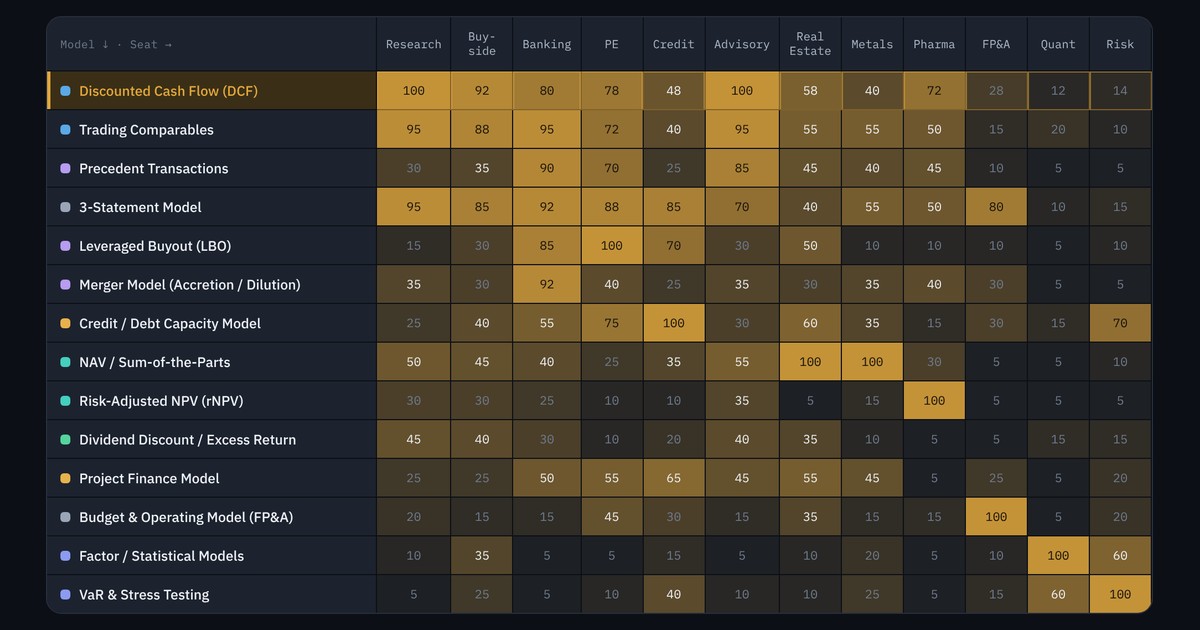 Model ↓ · Seat → Research Buy-side Banking PE Credit Advisory Real Estate Metals Pharma FP&A Quant Risk
Discounted Cash Flow (DCF) 100 92 80 78 48 100 58 40 72 28 12 14
Trading Comparables 95 88 95 72 40 95 55 55 50 15 20 10
Precedent Transactions 30 35 90 70 25 85 45 40 45 10 5 5
3-Statement Model 95 85 92 88 85 70 40 55 50 80 10 15
Leveraged Buyout (LBO) 15 30 85 100 70 30 50 10 10 10 5 10
Merger Model (Accretion / Dilution) 35 30 92 40 25 35 30 35 40 30 5 5
Credit / Debt Capacity Model 25 40 55 75 100 30 60 35 15 30 15 70
NAV / Sum-of-the-Parts 50 45 40 25 35 55 100 100 30 5 5 10
Risk-Adjusted NPV (rNPV) 30 30 25 10 10 35 5 15 100 5 5 5
Dividend Discount / Excess Return 45 40 30 10 20 40 35 10 5 5 15 15
Project Finance Model 25 25 50 55 65 45 55 45 5 25 5 20
Budget & Operating Model (FP&A) 20 15 15 45 30 15 35 15 15 100 5 20
Factor / Statistical Models 10 35 5 5 15 5 10 20 5 10 100 60
VaR & Stress Testing 5 25 5 10 40 10 10 25 5 15 60 100